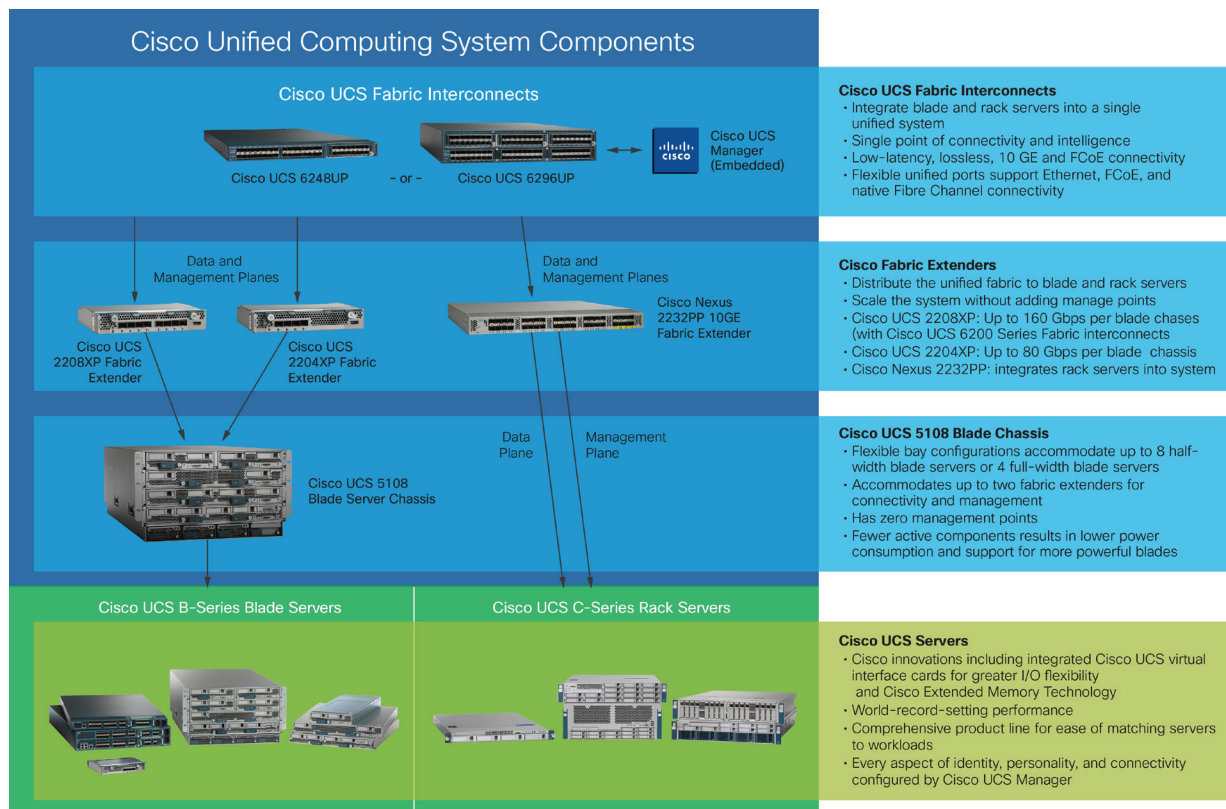 Cisco Unified Computing System Components
Cisco UCS Fabric Interconnects
Cisco UCS 6248UP
– or –
Cisco UCS 6296UP
CISCO
Cisco UCS
Manager
(Embedded)
Cisco UCS Fabric Interconnects
• Integrate blade and rack servers into a single
unified system
• Single point of connectivity and intelligence
• Low-latency, lossless, 10 GE and FCoE connectivity
• Flexible unified ports support Ethernet, FCoE, and
native Fibre Channel connectivity
Data and
Management Planes
Data and
Management Planes
Cisco UCS
2208XP Fabric
Extender
Cisco UCS
2204XP Fabric
Extender
Cisco Nexus
2232PP 10GE
Fabric Extender
Cisco Fabric Extenders
• Distribute the unified fabric to blade and rack servers
• Scale the system without adding manage points
• Cisco UCS 2208XP: Up to 160 Gbps per blade chases
(with Cisco UCS 6200 Series Fabric interconnects
• Cisco UCS 2204XP: Up to 80 Gbps per blade chassis
• Cisco Nexus 2232PP: integrates rack servers into system
Cisco UCS 5108
Blade Server Chassis
Data
Plane
Management
Plane
Cisco UCS 5108 Blade Chassis
• Flexible bay configurations accommodate up to 8 half-
width blade servers or 4 full-width blade servers
• Accommodates up to two fabric extenders for
connectivity and management
• Has zero management points
• Fewer active components results in lower power
consumption and support for more powerful blades
Cisco UCS B-Series Blade Servers
Cisco UCS C-Series Rack Servers
Cisco UCS Servers
• Cisco innovations including integrated Cisco UCS virtual
interface cards for greater I/O flexibility
and Cisco Extended Memory Technology
• World-record-setting performance
• Comprehensive product line for ease of matching servers
to workloads
• Every aspect of identity, personality, and connectivity
configured by Cisco UCS Manager